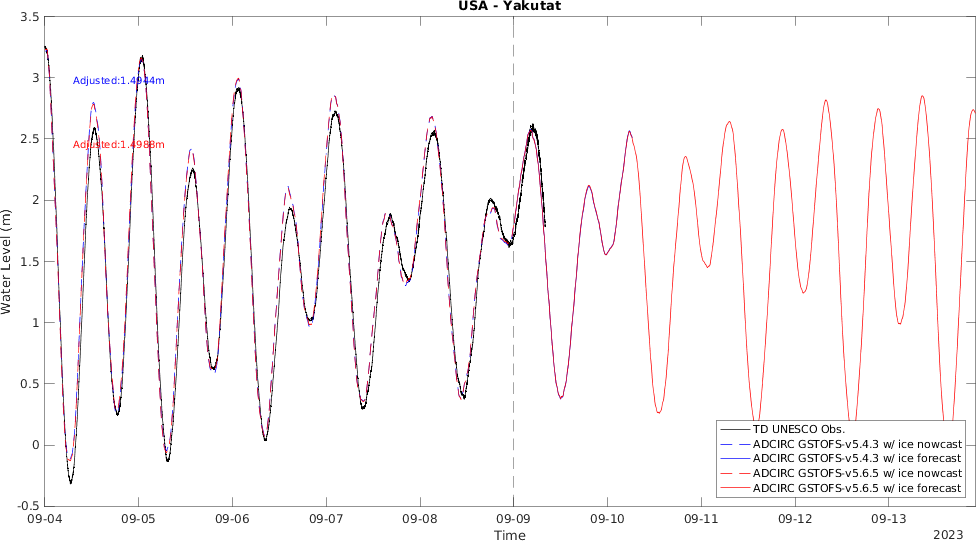 USA - Yakutat
3.5
3
2.5
2
1.5
1
0.5
0
-0.5
Water Level (m)
Adjusted:1.4944m
Adjusted:1.4988m
TD UNESCO Obs.
ADCIRC GSTOFS-v5.4.3 w/ ice nowcast
ADCIRC GSTOFS-v5.4.3 w/ ice forecast
ADCIRC GSTOFS-v5.6.5 w/ ice nowcast
ADCIRC GSTOFS-v5.6.5 w/ ice forecast
09-04 09-05 09-06 09-07 09-08 09-09 09-10 09-11 09-12 09-13
Time
2023